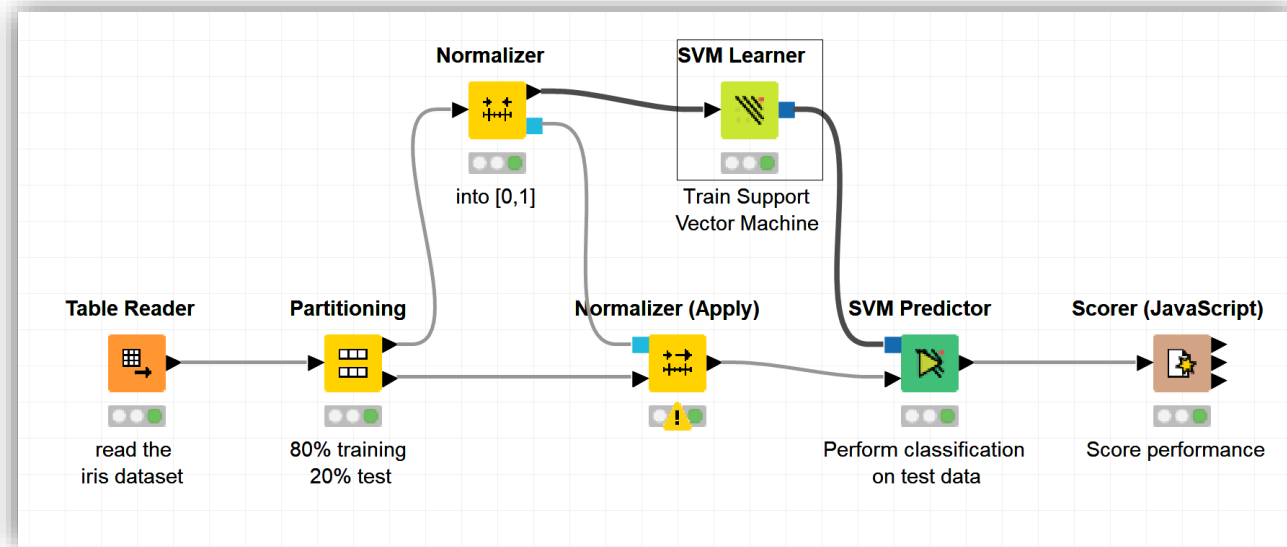 Normalizer
SVM Learner
into [0,1]
Train Support
Vector Machine
Table Reader
Partitioning
Normalizer (Apply)
SVM Predictor
Scorer (JavaScript)
read the
iris dataset
80% training
20% test
Perform classification
on test data
Score performance